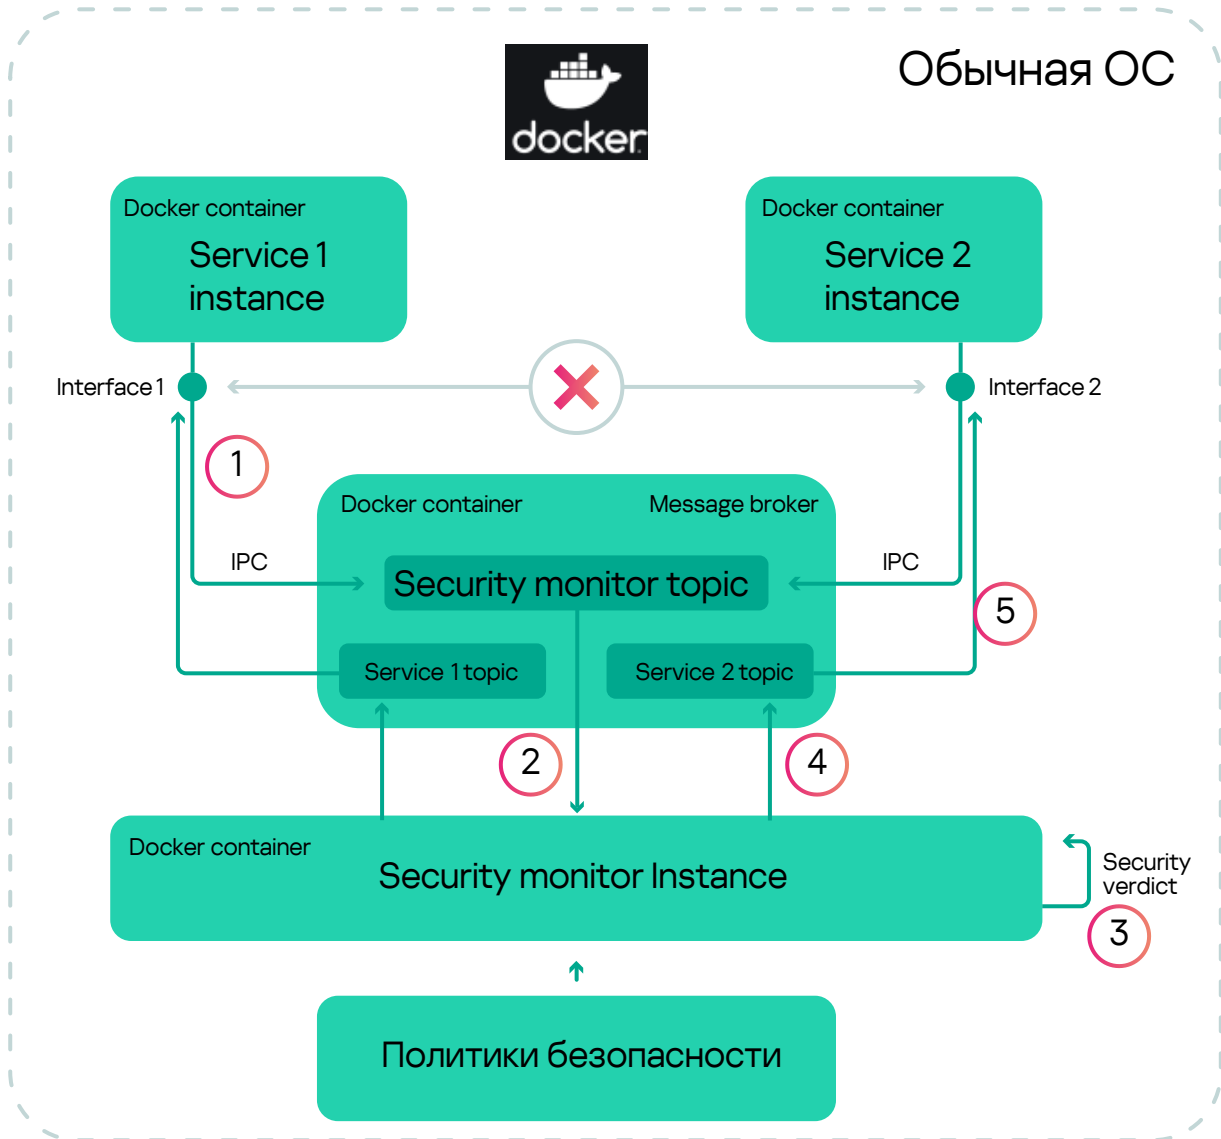 Обычная ОС
docker
Docker container
Service 1
instance
Docker container
Service 2
instance
Interface 1
Interface 2
1
Docker container
Message broker
IPC
Security monitor topic
IPC
5
Service 1 topic
Service 2 topic
2
4
Docker container
Security monitor Instance
Security
verdict
3
Политики безопасности